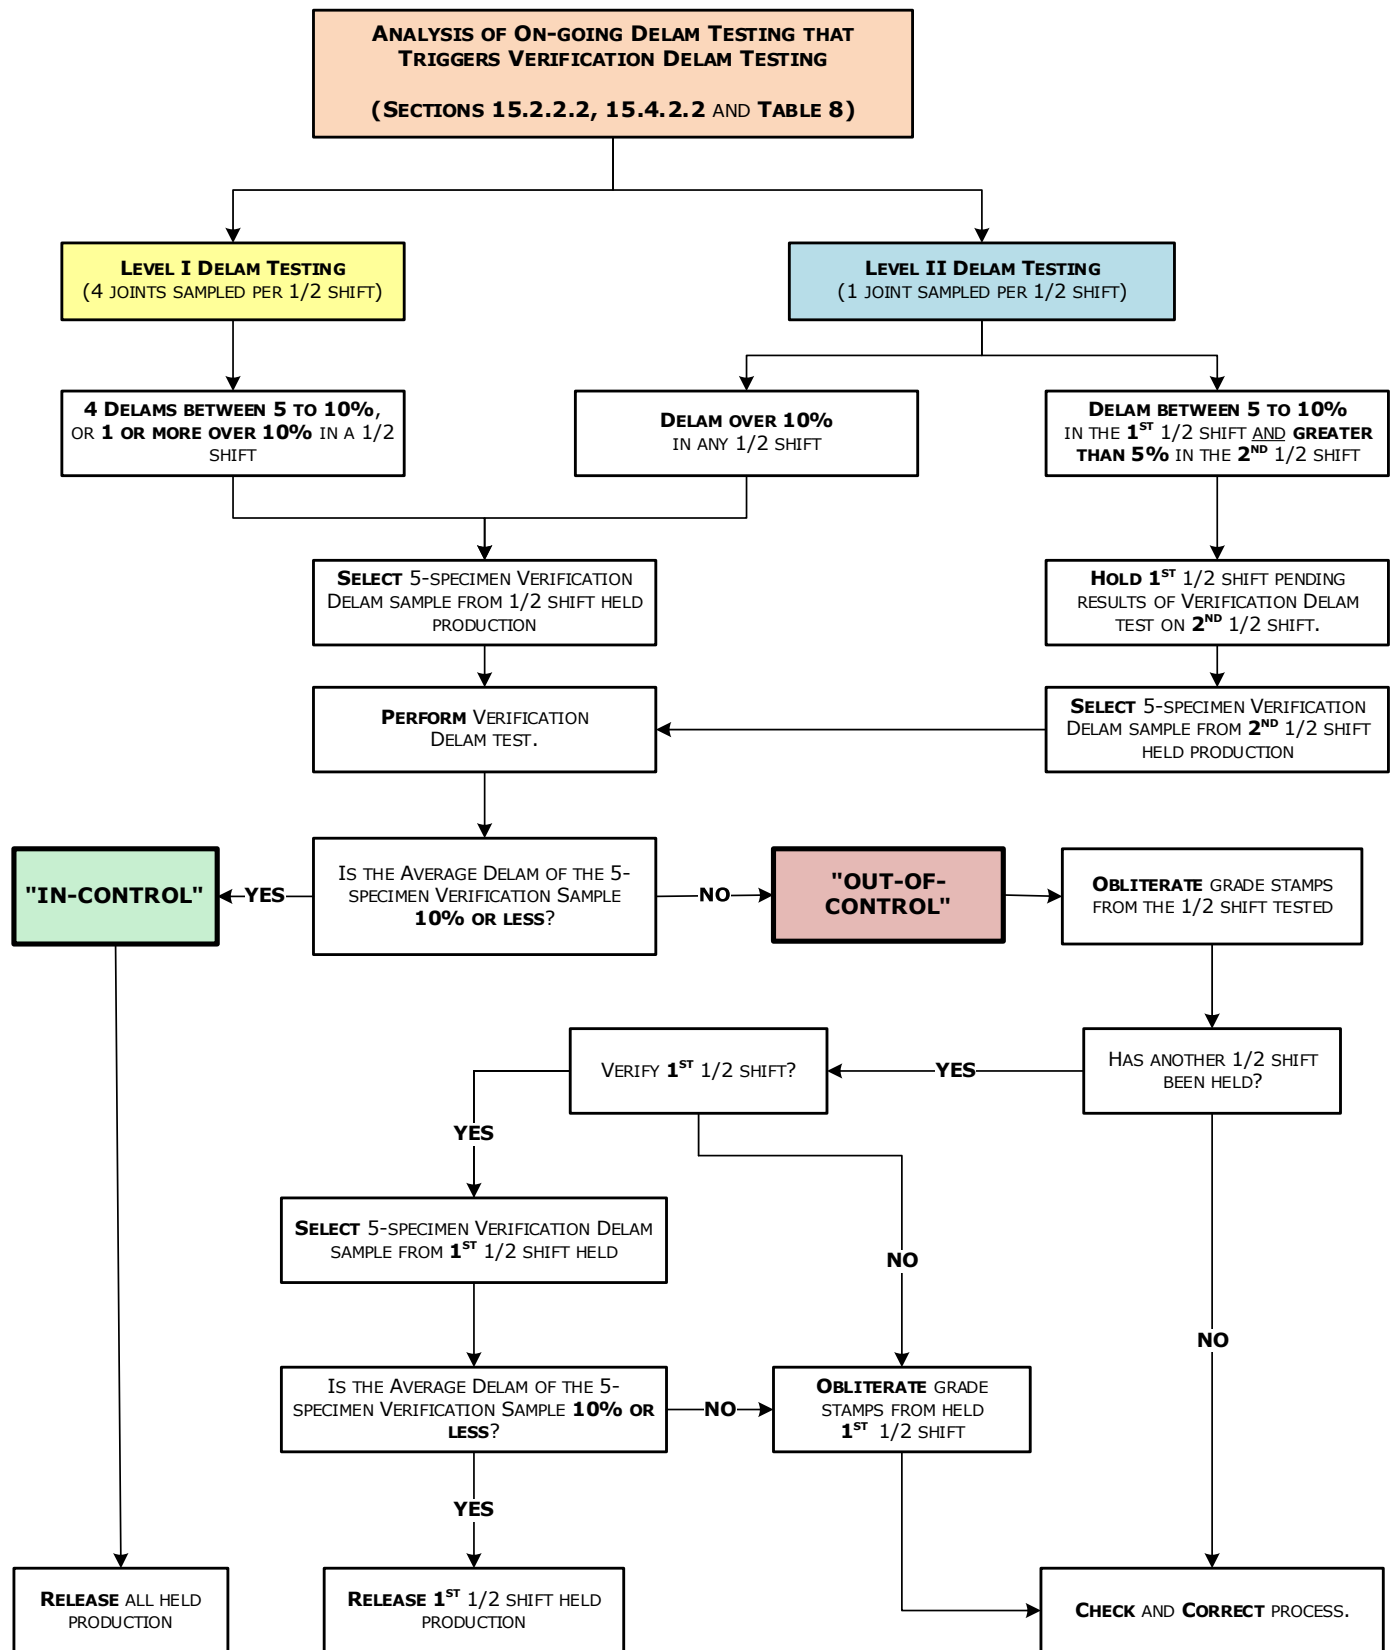 ANALYSIS OF ON-GOING DELAM TESTING THAT
TRIGGERS VERIFICATION DELAM TESTING
(SECTIONS 15.2.2.2, 15.4.2.2 AND TABLE 8)
LEVEL I DELAM TESTING
(4 JOINTS SAMPLED PER 1/2 SHIFT)
LEVEL II DELAM TESTING
(1 JOINT SAMPLED PER 1/2 SHIFT)
4 DELAMS BETWEEN 5 TO 10%,
OR 1 OR MORE OVER 10% IN A 1/2
SHIFT
DELAM OVER 10%
IN ANY 1/2 SHIFT
DELAM BETWEEN 5 TO 10%
IN THE 1ST 1/2 SHIFT AND GREATER
THAN 5% IN THE 2ND 1/2 SHIFT
SELECT 5-SPECIMEN VERIFICATION
DELAM SAMPLE FROM 1/2 SHIFT HELD
PRODUCTION
HOLD 1ST 1/2 SHIFT PENDING
RESULTS OF VERIFICATION DELAM
TEST ON 2ND 1/2 SHIFT.
PERFORM VERIFICATION
DELAM TEST.
SELECT 5-SPECIMEN VERIFICATION
DELAM SAMPLE FROM 2ND 1/2 SHIFT
HELD PRODUCTION
"IN-CONTROL"
YES
IS THE AVERAGE DELAM OF THE 5-
SPECIMEN VERIFICATION SAMPLE
10% OR LESS?
NO
"OUT-OF-
CONTROL"
OBLITERATE GRADE STAMPS
FROM THE 1/2 SHIFT TESTED
VERIFY 1ST 1/2 SHIFT?
YES
HAS ANOTHER 1/2 SHIFT
BEEN HELD?
YES
SELECT 5-SPECIMEN VERIFICATION DELAM
SAMPLE FROM 1ST 1/2 SHIFT HELD
NO
NO
IS THE AVERAGE DELAM OF THE 5-
SPECIMEN VERIFICATION SAMPLE 10% OR
LESS?
NO
OBLITERATE GRADE
STAMPS FROM HELD
1ST 1/2 SHIFT
YES
RELEASE ALL HELD
PRODUCTION
RELEASE 1ST 1/2 SHIFT HELD
PRODUCTION
CHECK AND CORRECT PROCESS.